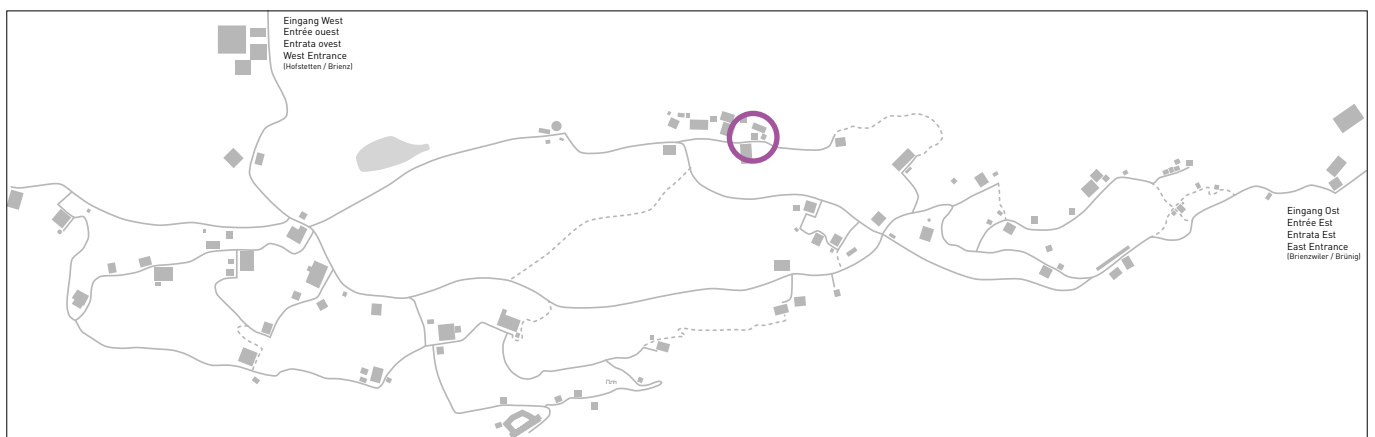 Eingang West
Entrée ouest
Entrata ovest
West Entrance
(Hofstetten / Brienz)
Eingang Ost
Entrée Est
Entrata Est
East Entrance
(Brienzwiler / Brünig)